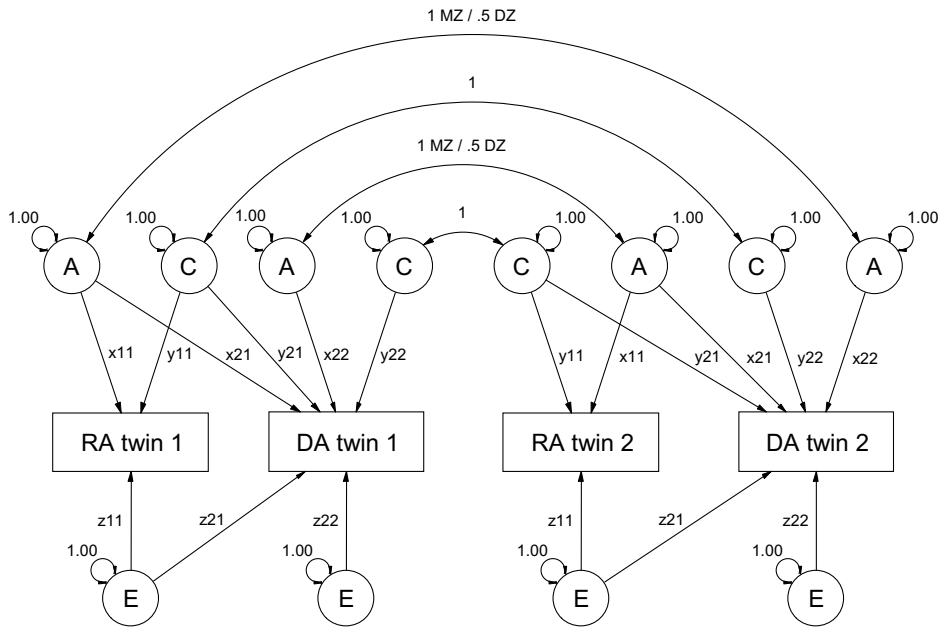 1 MZ / .5 DZ
1
1 MZ / .5 DZ
1
1.00 1.00 1.00 1.00 1.00 1.00 1.00 1.00
A C A C C A C A
x11 y11 x21 y21 x22 y22 y11 x11 y21 x21 y22 x22
RA twin 1 DA twin 1 RA twin 2 DA twin 2
z11 z21 z22 z11 z21 z22
1.00 1.00 1.00 1.00
E E E E